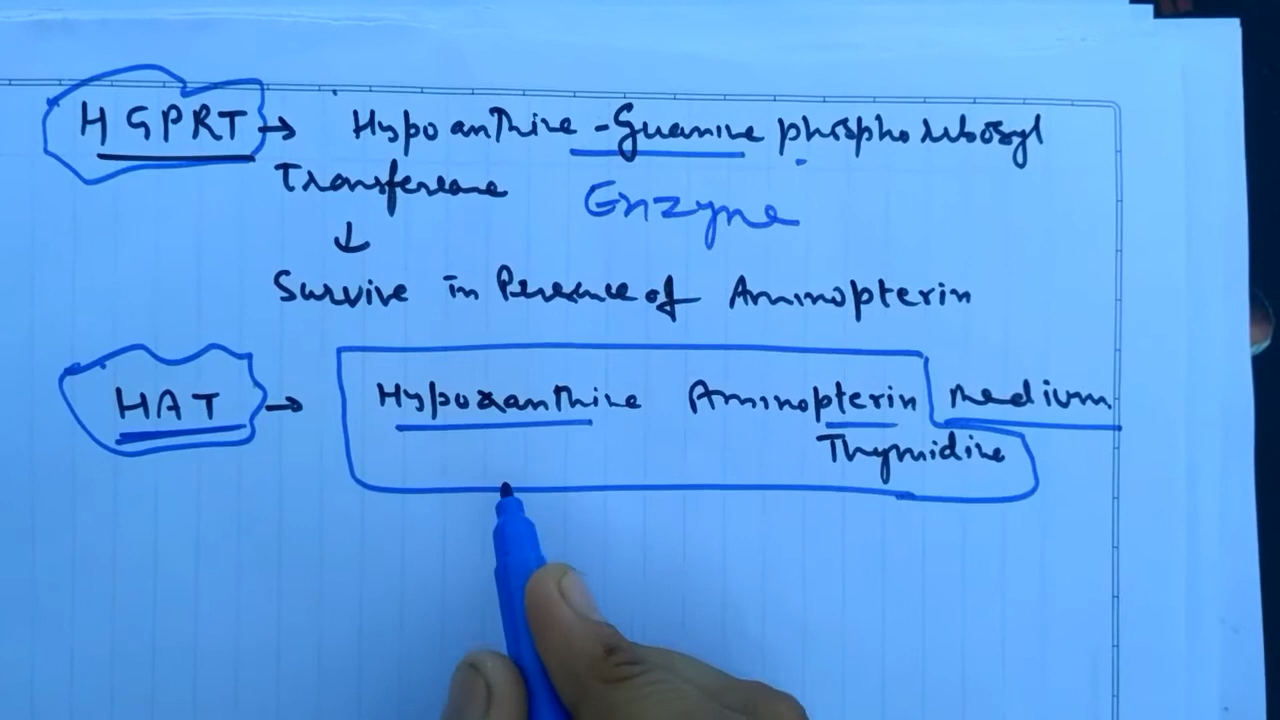 HGPRT → Hypoanthine - Guanine phosphoribosyl
Transferase
Enzyme
↓
Survive in Presence of Aminopterin
HAT → Hypoxanthine Aminopterin medium
Thymidine